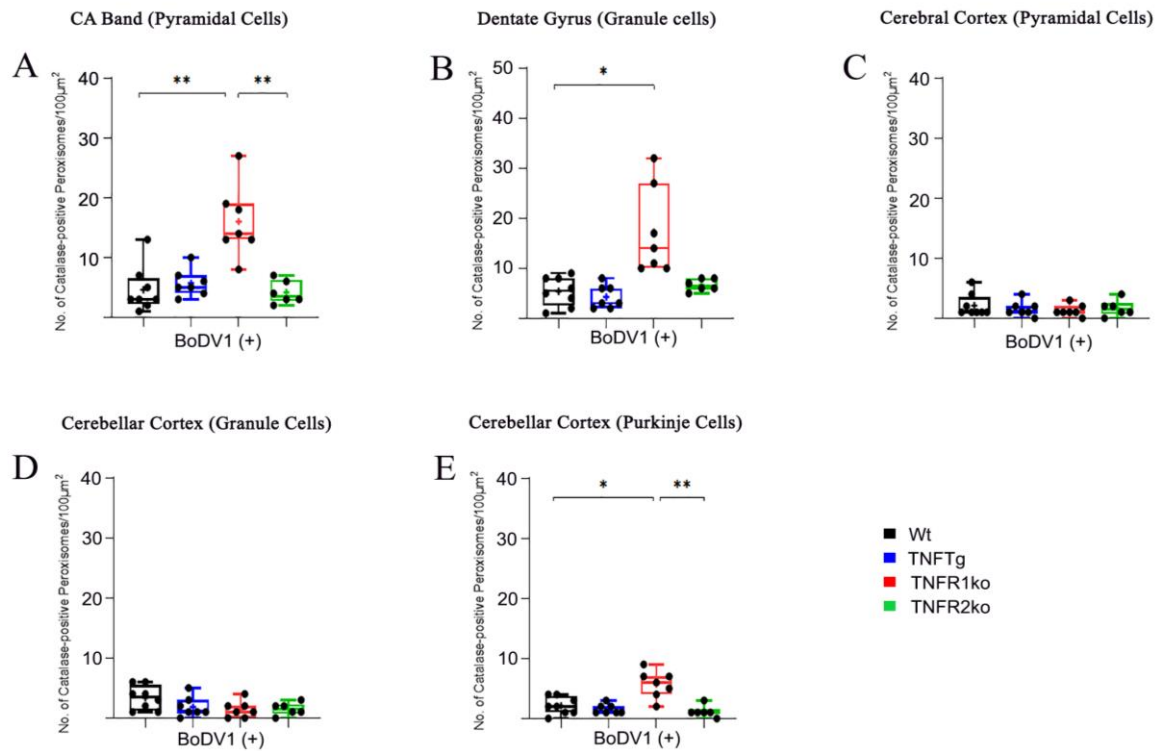 CA Band (Pyramidal Cells)
A
No. of Catalase-positive Peroxisomes/100µm²
40
30
20
10
** **
BoDV1 (+)
Dentate Gyrus (Granule cells)
B
No. of Catalase-positive Peroxisomes/100µm²
50
40
30
20
10
*
BoDV1 (+)
Cerebral Cortex (Pyramidal Cells)
C
No. of Catalase-positive Peroxisomes/100µm²
40
30
20
10
BoDV1 (+)
Cerebellar Cortex (Granule Cells)
D
No. of Catalase-positive Peroxisomes/100µm²
40
30
20
10
BoDV1 (+)
Cerebellar Cortex (Purkinje Cells)
E
No. of Catalase-positive Peroxisomes/100µm²
40
30
20
10
* **
BoDV1 (+)
Wt
TNFTg
TNFR1ko
TNFR2ko